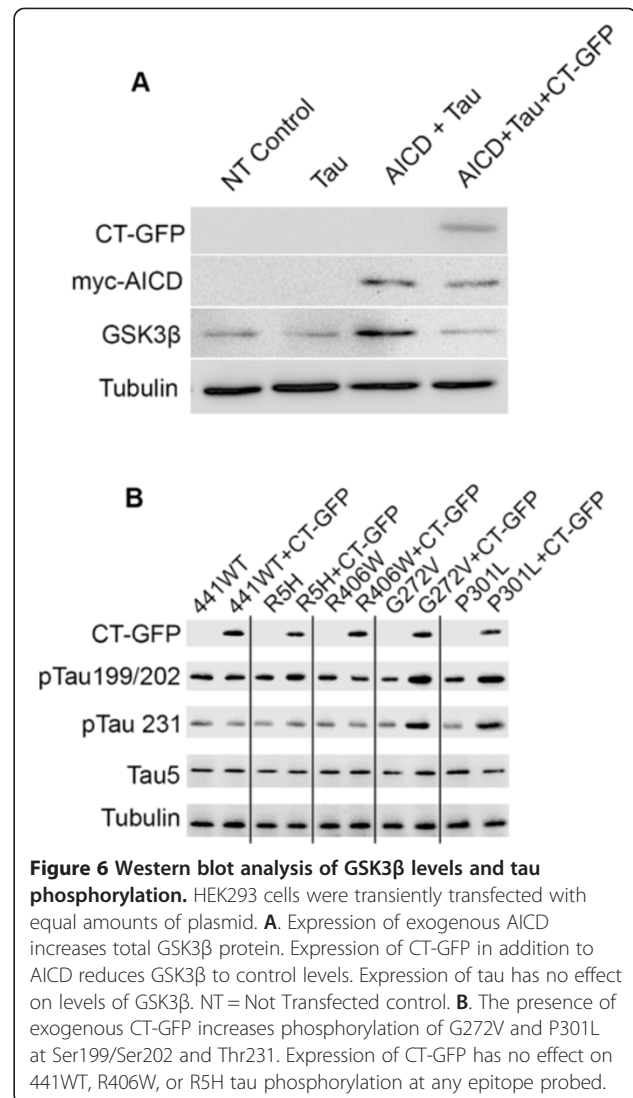 A
NT Control
Tau
AICD + Tau
AICD+Tau+CT-GFP
CT-GFP
myc-AICD
GSK3β
Tubulin
B
441WT
441WT+CT-GFP
R5H
R5H+CT-GFP
R406W
R406W+CT-GFP
G272V
G272V+CT-GFP
P301L
P301L+CT-GFP
CT-GFP
pTau199/202
pTau 231
Tau5
Tubulin
Figure 6 Western blot analysis of GSK3β levels and tau
phosphorylation. HEK293 cells were transiently transfected with
equal amounts of plasmid. A. Expression of exogenous AICD
increases total GSK3β protein. Expression of CT-GFP in addition to
AICD reduces GSK3β to control levels. Expression of tau has no effect
on levels of GSK3β. NT = Not Transfected control. B. The presence of
exogenous CT-GFP increases phosphorylation of G272V and P301L
at Ser199/Ser202 and Thr231. Expression of CT-GFP has no effect on
441WT, R406W, or R5H tau phosphorylation at any epitope probed.